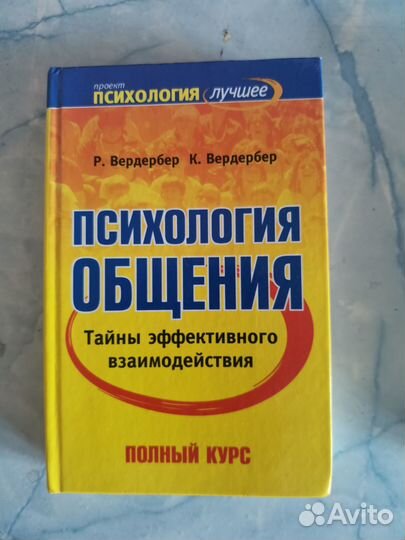 проект
ПСИХОЛОГИЯ лучшее
Р. Вердербер К. Вердербер
ПСИХОЛОГИЯ
ОБЩЕНИЯ
Тайны эффективного
взаимодействия
ПОЛНЫЙ КУРС
Avito